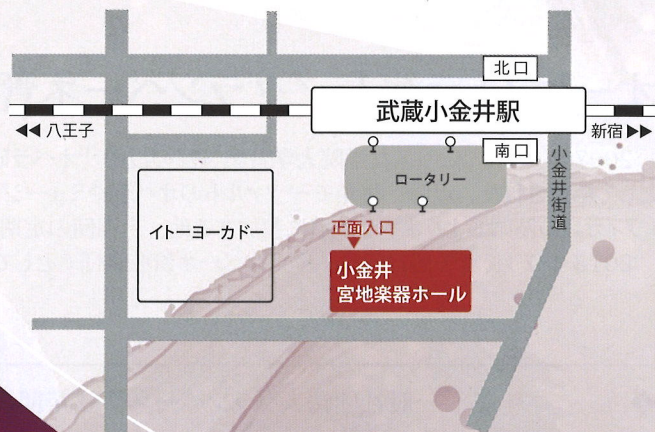 北口
武蔵小金井駅
◀◀ 八王子
新宿 ▶▶
南口
小金井街道
ロータリー
イトーヨーカドー
正面入口
小金井
宮地楽器ホール